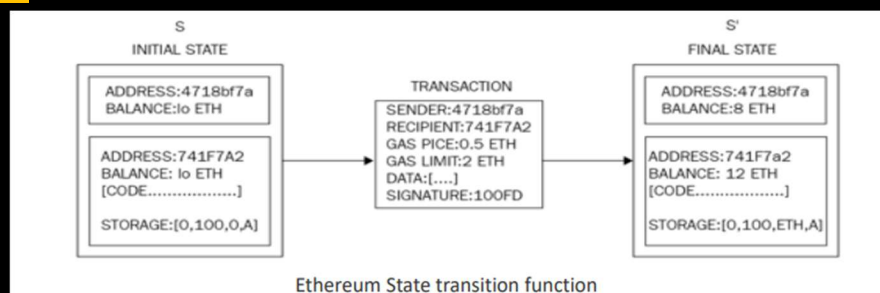 S
INITIAL STATE
ADDRESS:4718bf7a
BALANCE:lo ETH
ADDRESS:741F7A2
BALANCE: lo ETH
[CODE..................]
STORAGE:[0,100,0,A]
TRANSACTION
SENDER:4718bf7a
RECIPIENT:741F7A2
GAS PICE:0.5 ETH
GAS LIMIT:2 ETH
DATA:[....]
SIGNATURE:100FD
S'
FINAL STATE
ADDRESS:4718bf7a
BALANCE:8 ETH
ADDRESS:741F7a2
BALANCE: 12 ETH
[CODE..................]
STORAGE:[0,100,ETH,A]
Ethereum State transition function